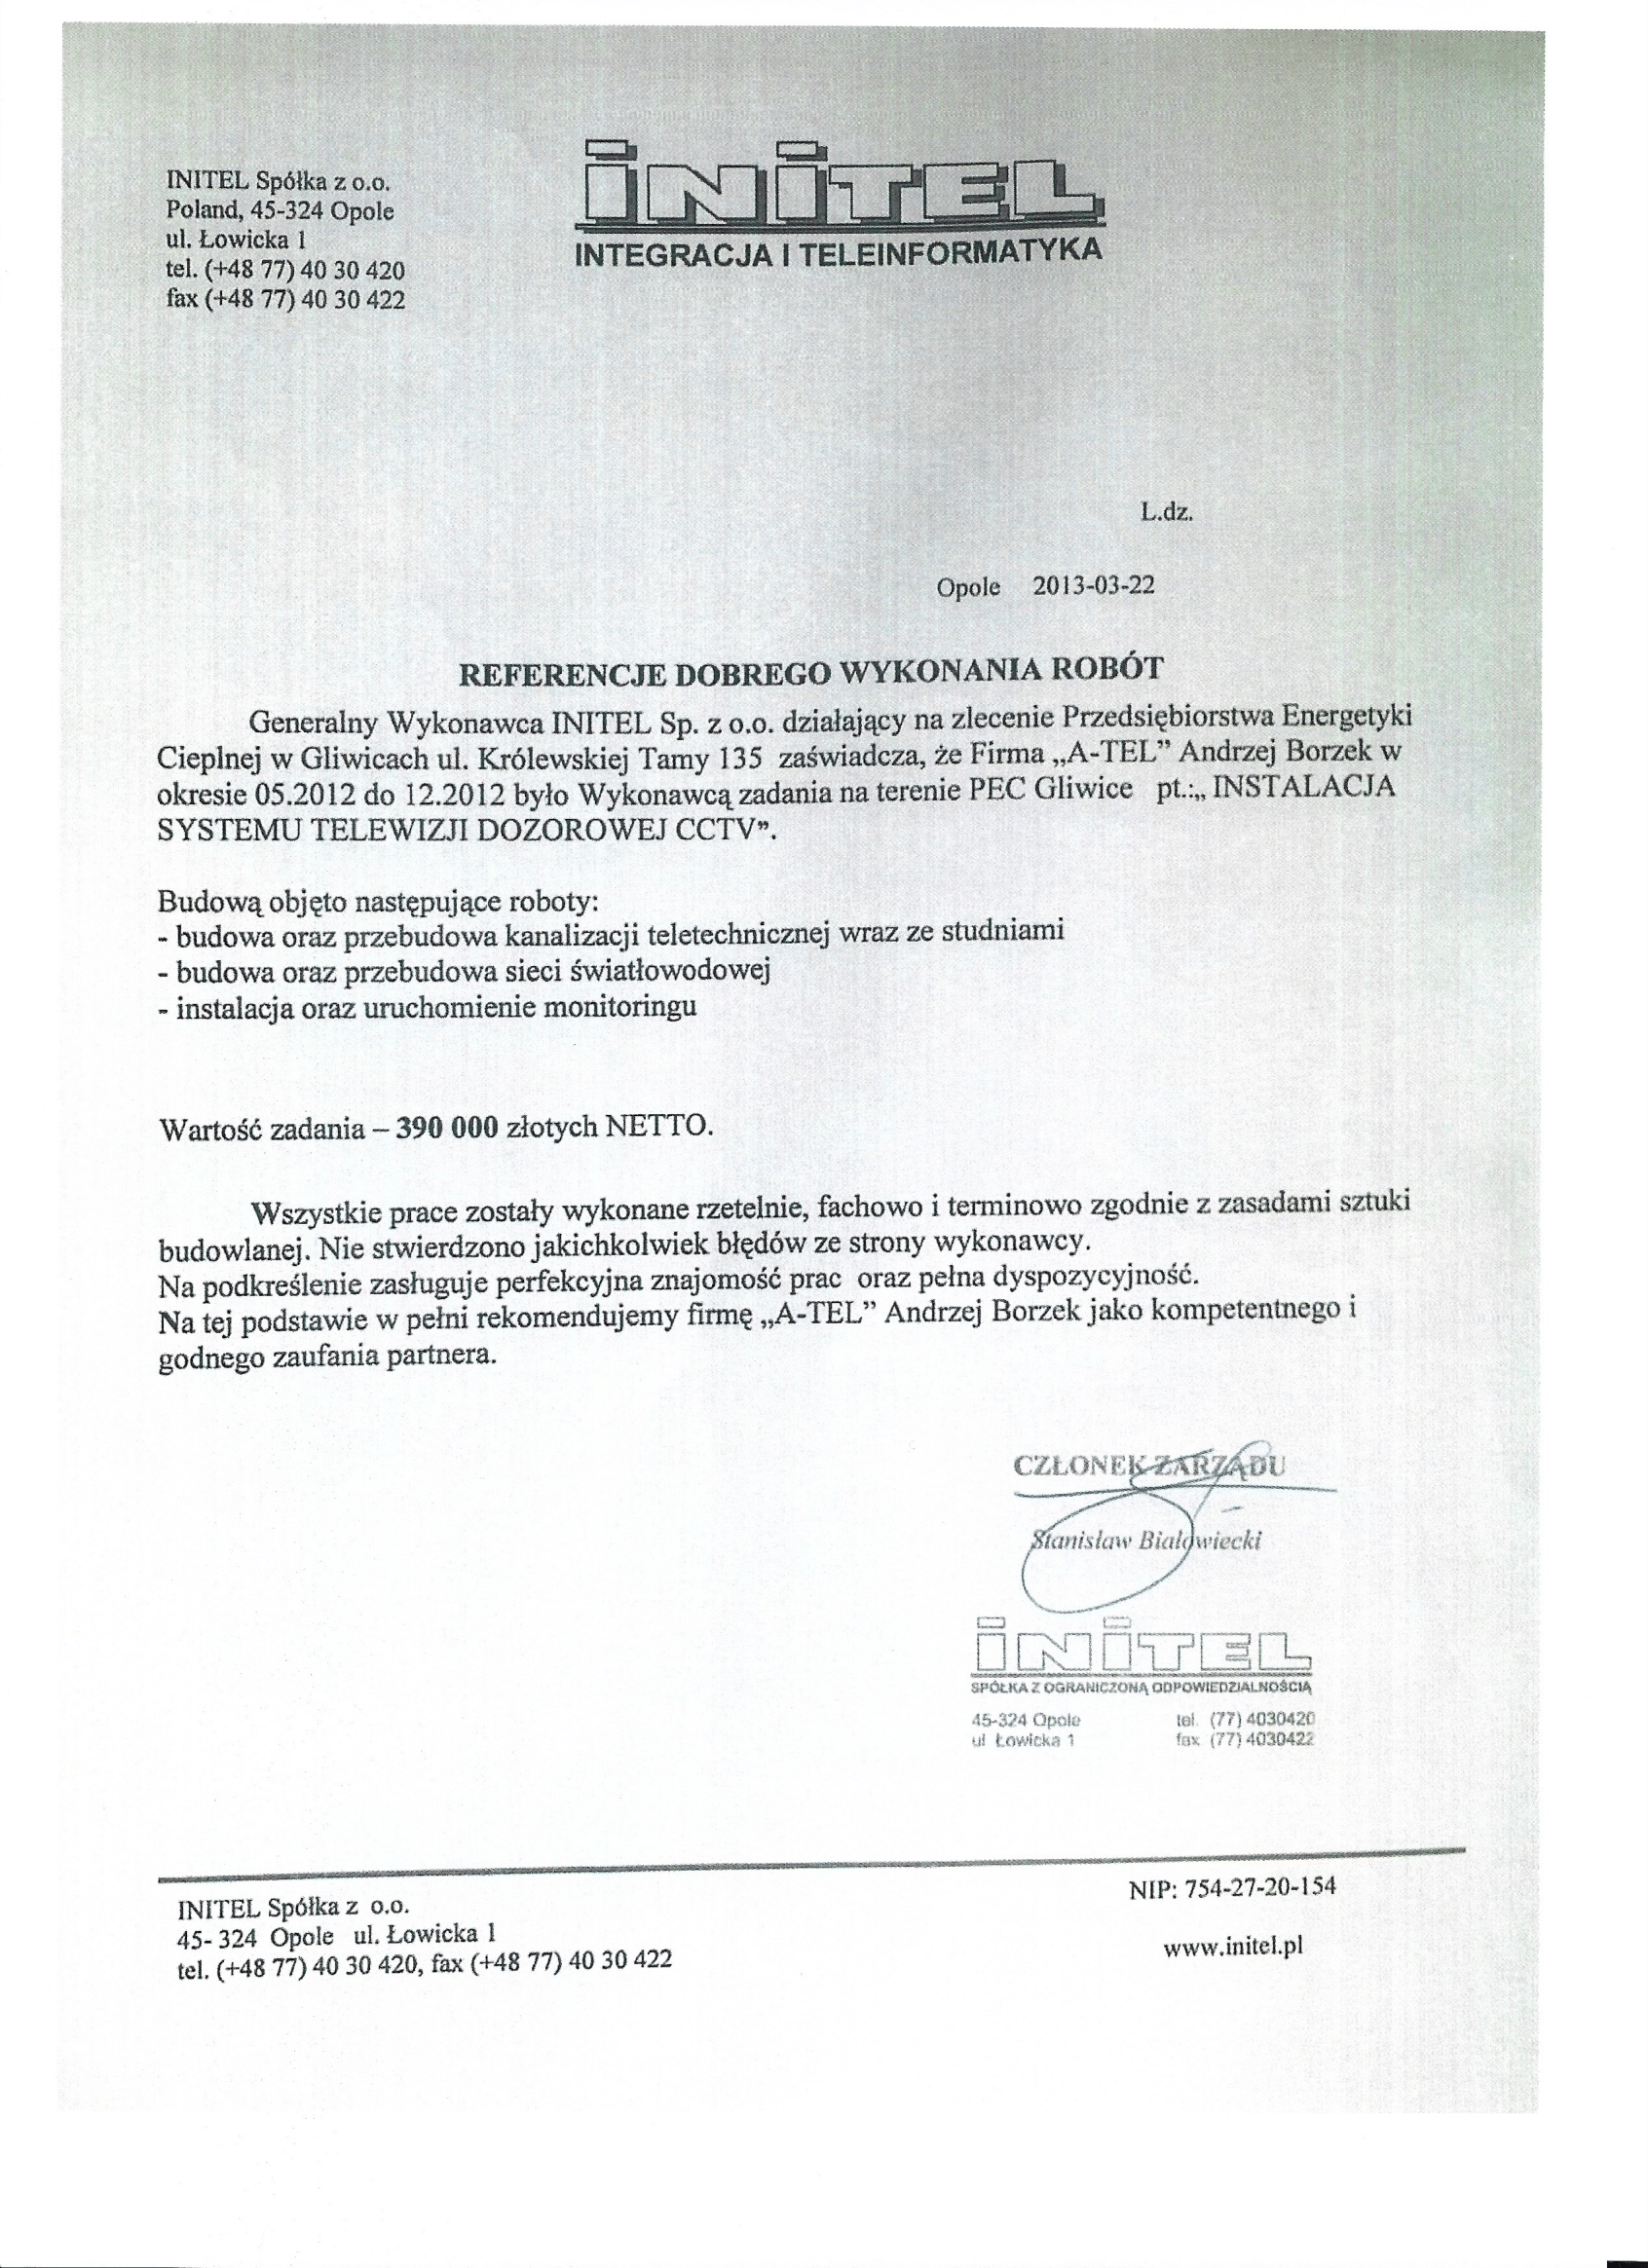 INITEL Spółka z o.o.
Poland, 45-324 Opole
ul. Łowicka 1
tel. (+48 77) 40 30 420
fax (+48 77) 40 30 422
INITEL
INTEGRACJA I TELEINFORMATYKA
L.dz.
Opole 2013-03-22
REFERENCJE DOBREGO WYKONANIA ROBÓT
Generalny Wykonawca INITEL Sp. z o.o. działający na zlecenie Przedsiębiorstwa Energetyki
Cieplnej w Gliwicach ul. Królewskiej Tamy 135 zaświadcza, że Firma „A-TEL” Andrzej Borzek w
okresie 05.2012 do 12.2012 było Wykonawcą zadania na terenie PEC Gliwice pt.:„ INSTALACJA
SYSTEMU TELEWIZJI DOZOROWEJ CCTV”.
Budową objęto następujące roboty:
- budowa oraz przebudowa kanalizacji teletechnicznej wraz ze studniami
- budowa oraz przebudowa sieci światłowodowej
- instalacja oraz uruchomienie monitoringu
Wartość zadania – 390 000 złotych NETTO.
Wszystkie prace zostały wykonane rzetelnie, fachowo i terminowo zgodnie z zasadami sztuki
budowlanej. Nie stwierdzono jakichkolwiek błędów ze strony wykonawcy.
Na podkreślenie zasługuje perfekcyjna znajomość prac oraz pełna dyspozycyjność.
Na tej podstawie w pełni rekomendujemy firmę „A-TEL” Andrzej Borzek jako kompetentnego i
godnego zaufania partnera.
CZŁONEK ZARZĄDU
Stanisław Białowiecki
INITEL
SPÓŁKA Z OGRANICZONĄ ODPOWIEDZIALNOŚCIĄ
45-324 Opole tel. (77) 4030420
ul Łowicka 1 fax (77) 4030422
INITEL Spółka z o.o.
45- 324 Opole ul. Łowicka 1
tel. (+48 77) 40 30 420, fax (+48 77) 40 30 422
NIP: 754-27-20-154
www.initel.pl